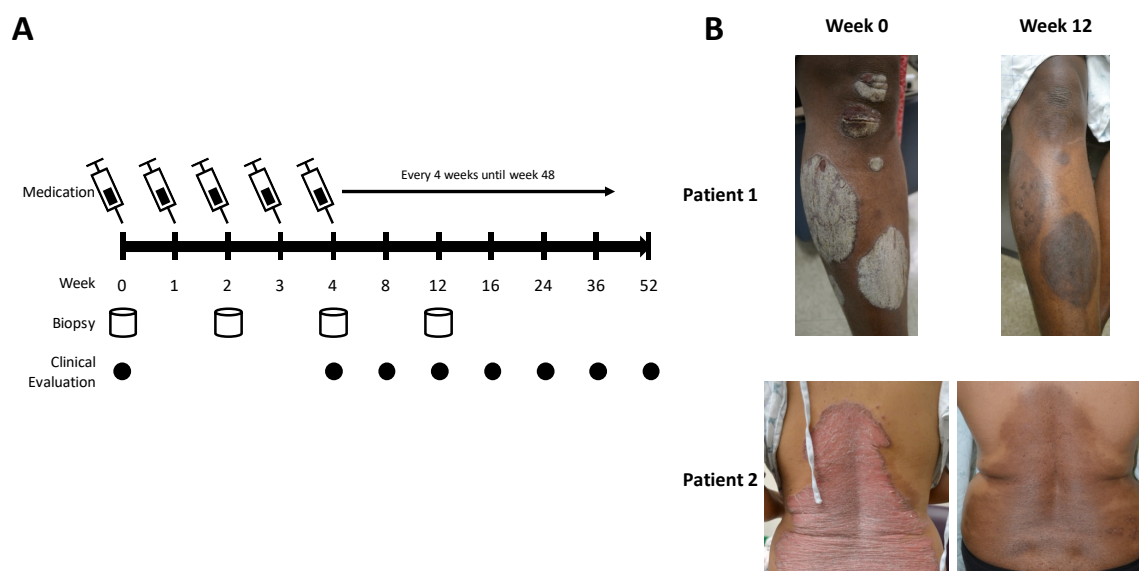 A
Medication
Every 4 weeks until week 48
Week
0 1 2 3 4 8 12 16 24 36 52
Biopsy
Clinical
Evaluation
B
Week 0
Week 12
Patient 1
Patient 2